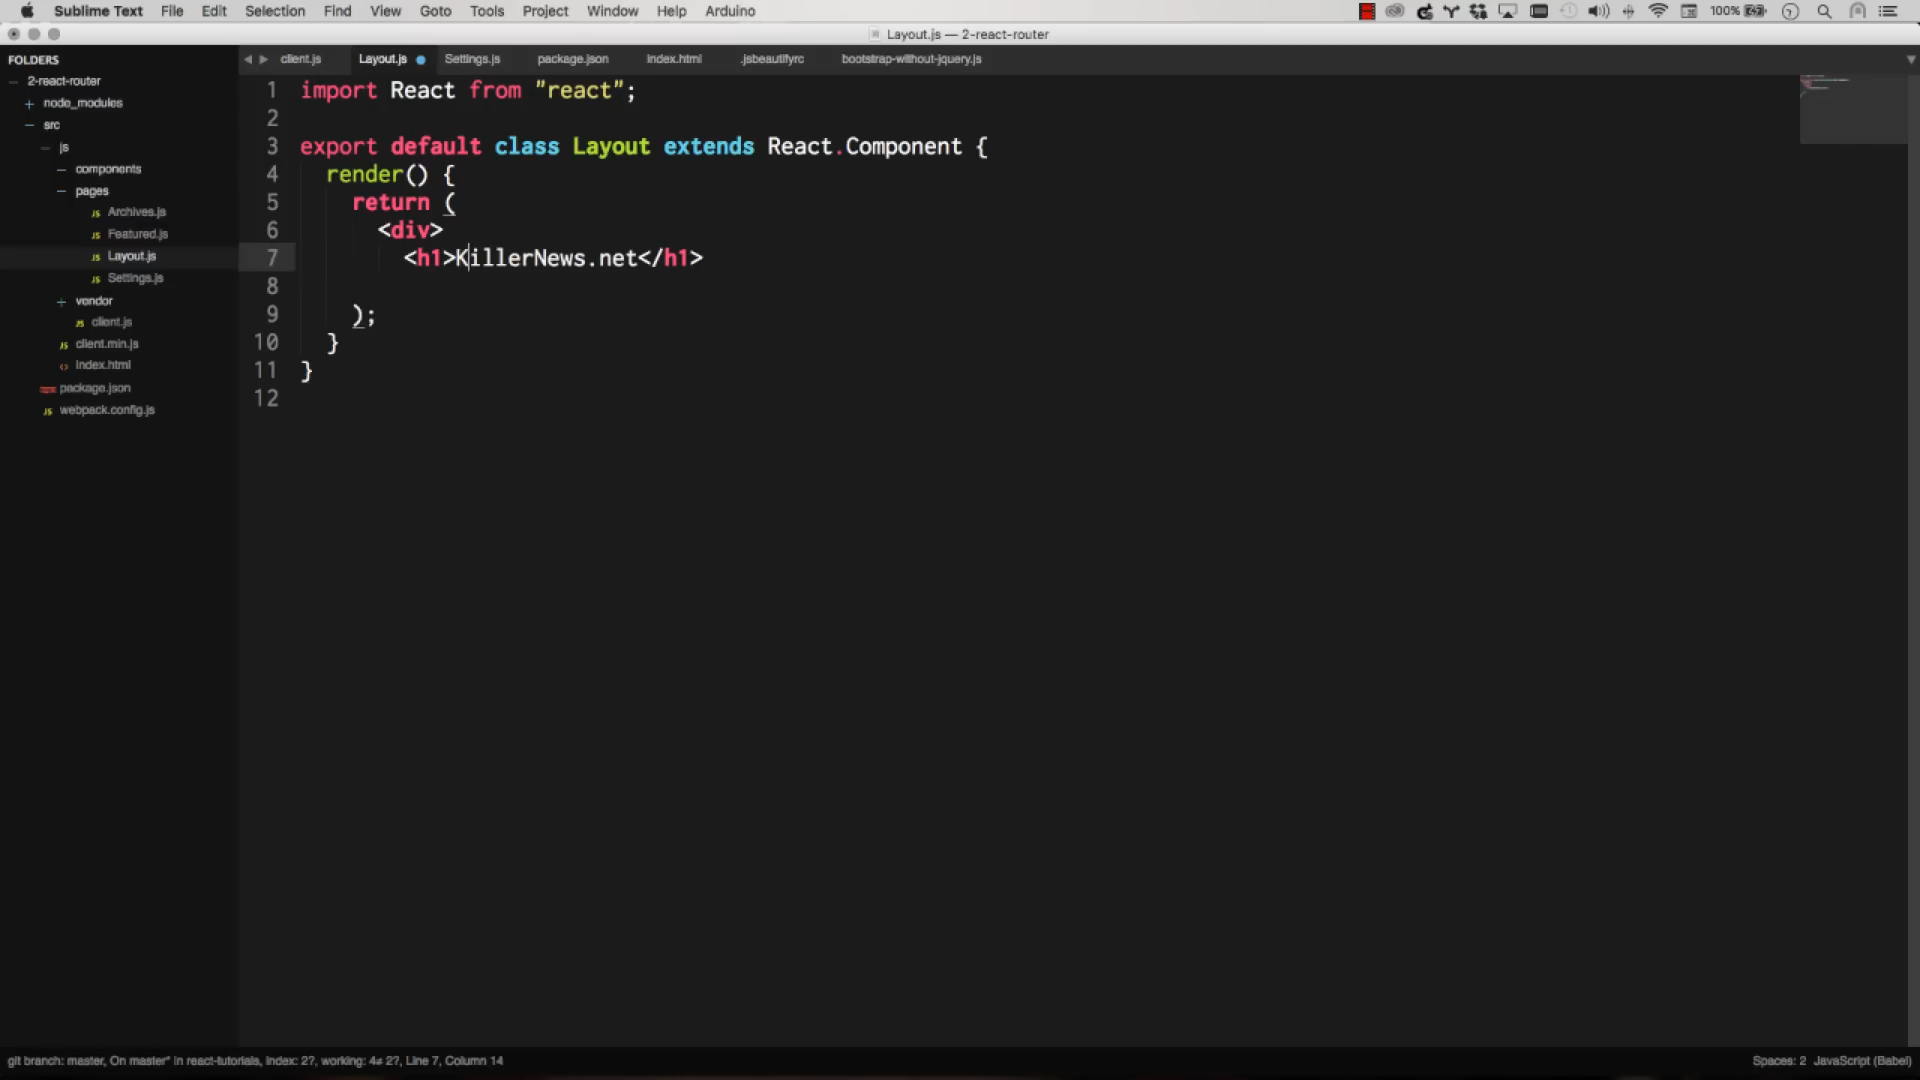 Sublime Text File Edit Selection Find View Goto Tools Project Window Help Arduino 100%
Layout.js — 2-react-router
FOLDERS
2-react-router
node_modules
src
js
components
pages
Archives.js
Featured.js
Layout.js
Settings.js
vendor
client.js
client.min.js
index.html
package.json
webpack.config.js
client.js Layout.js Settings.js package.json index.html .jsbeautifyrc bootstrap-without-jquery.js
1 import React from "react";
2
3 export default class Layout extends React.Component {
4 render() {
5 return (
6 <div>
7 <h1>KillerNews.net</h1>
8
9 );
10 }
11 }
12
git branch: master, On master* in react-tutorials, index: 2?, working: 4≠ 2?, Line 7, Column 14
Spaces: 2 JavaScript (Babel)